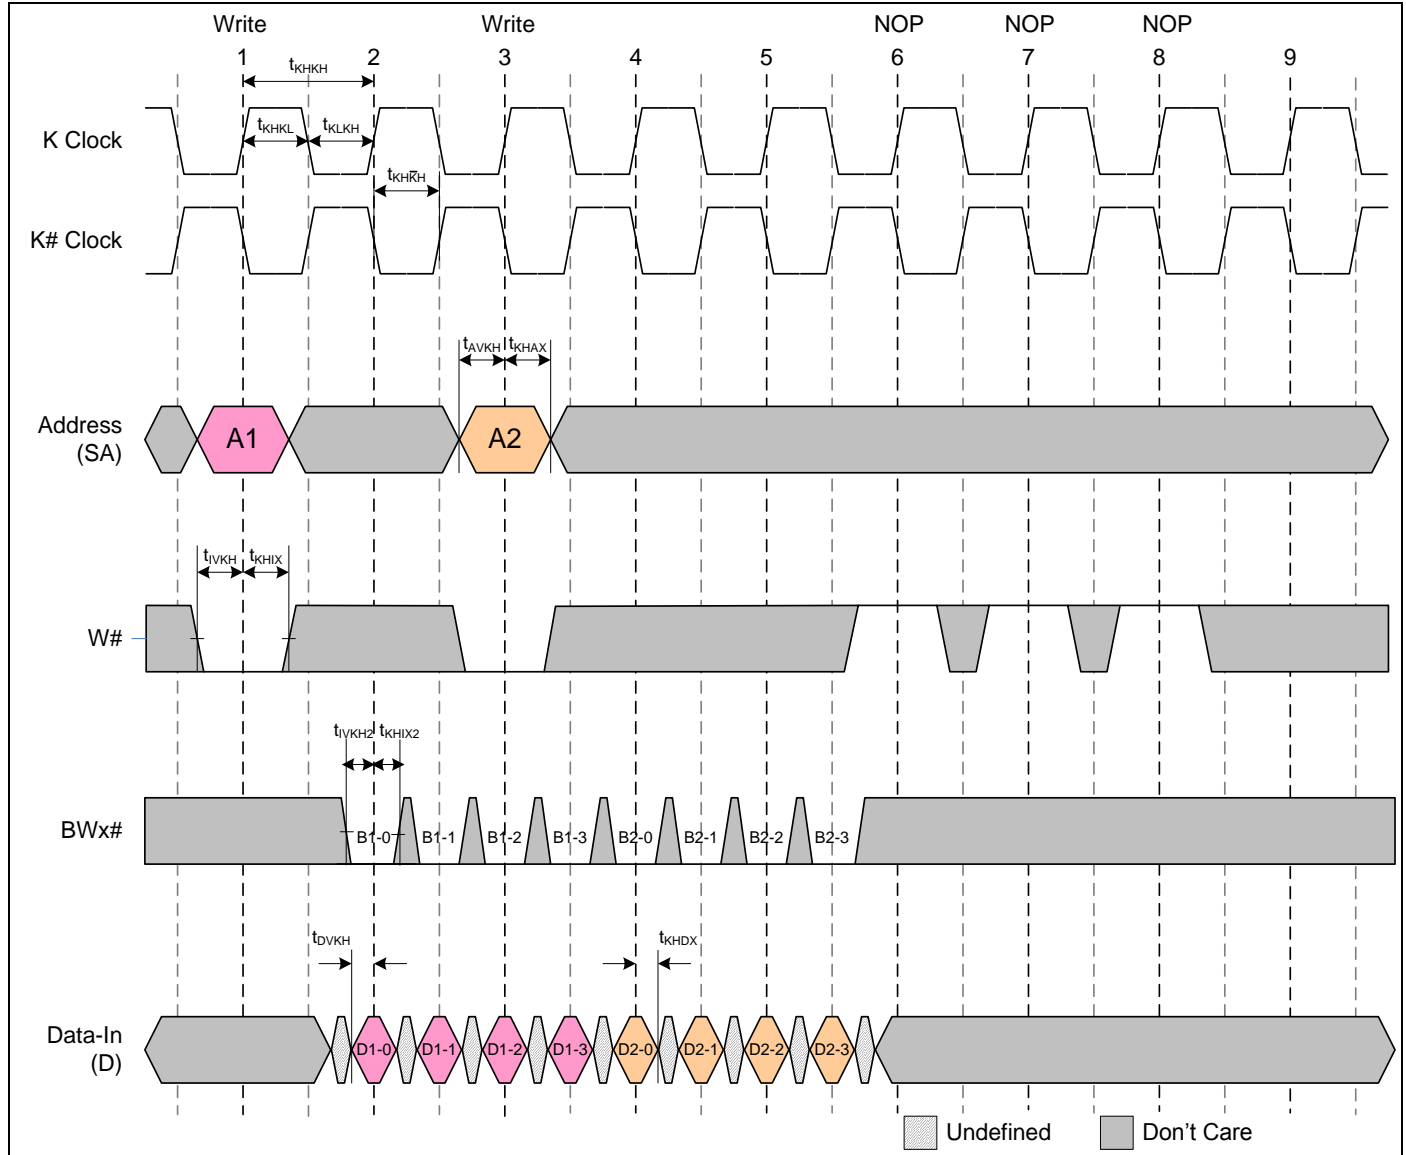 Write Write NOP NOP NOP
1 2 3 4 5 6 7 8 9
tKHKH
K Clock
tKHKL tKLKH
tKHK̅H
K# Clock
tAVKH tKHAX
Address
(SA)
A1 A2
tIVKH tKHIX
W#
tIVKH2 tKHIX2
BWx#
B1-0 B1-1 B1-2 B1-3 B2-0 B2-1 B2-2 B2-3
tDVKH tKHDX
Data-In
(D)
D1-0 D1-1 D1-2 D1-3 D2-0 D2-1 D2-2 D2-3
Undefined Don't Care